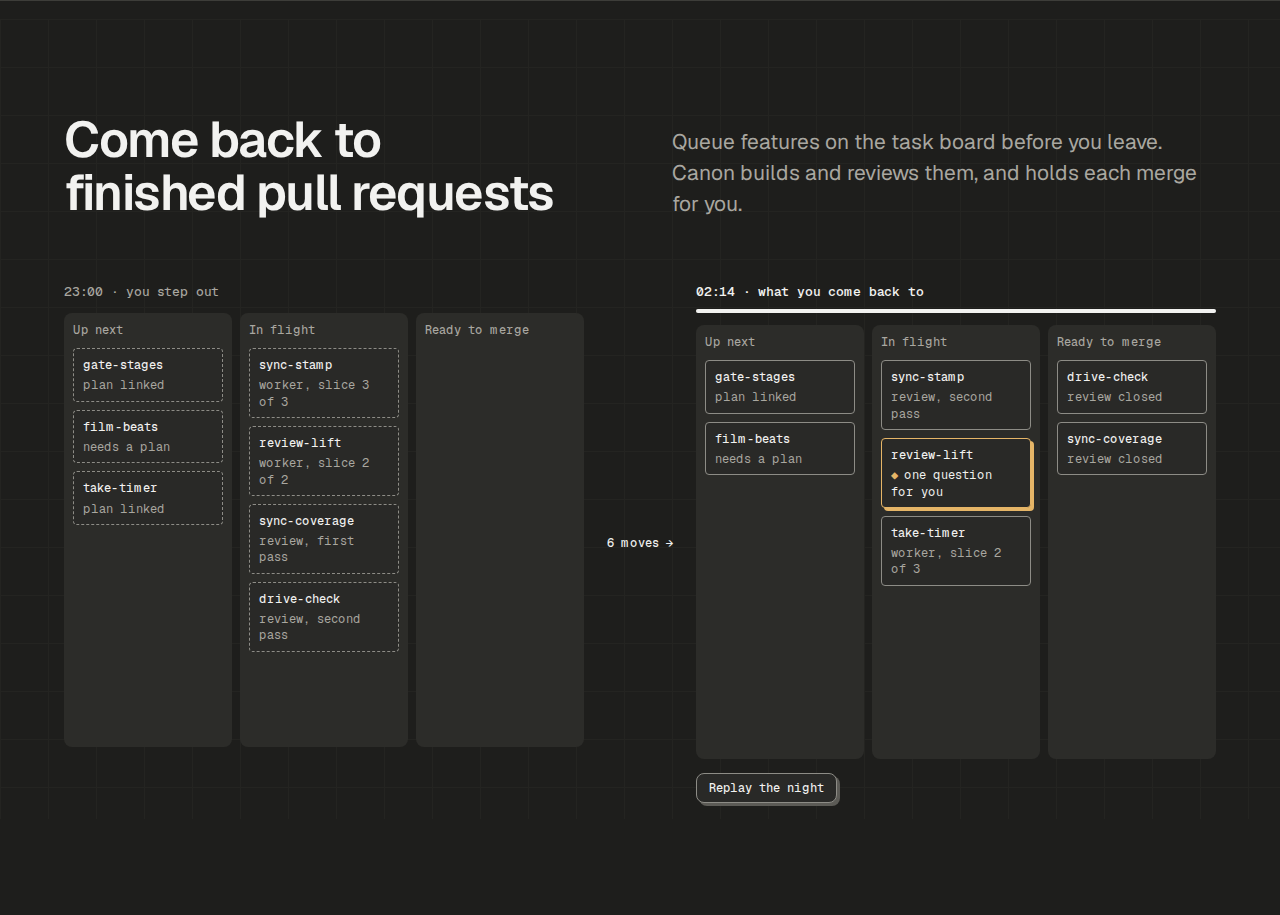 Come back to
finished pull requests
Queue features on the task board before you leave.
Canon builds and reviews them, and holds each merge
for you.
23:00 · you step out
Up next
gate-stages
plan linked
film-beats
needs a plan
take-timer
plan linked
In flight
sync-stamp
worker, slice 3
of 3
review-lift
worker, slice 2
of 2
sync-coverage
review, first
pass
drive-check
review, second
pass
Ready to merge
6 moves →
02:14 · what you come back to
Up next
gate-stages
plan linked
film-beats
needs a plan
In flight
sync-stamp
review, second
pass
review-lift
◆ one question
for you
take-timer
worker, slice 2
of 3
Ready to merge
drive-check
review closed
sync-coverage
review closed
Replay the night